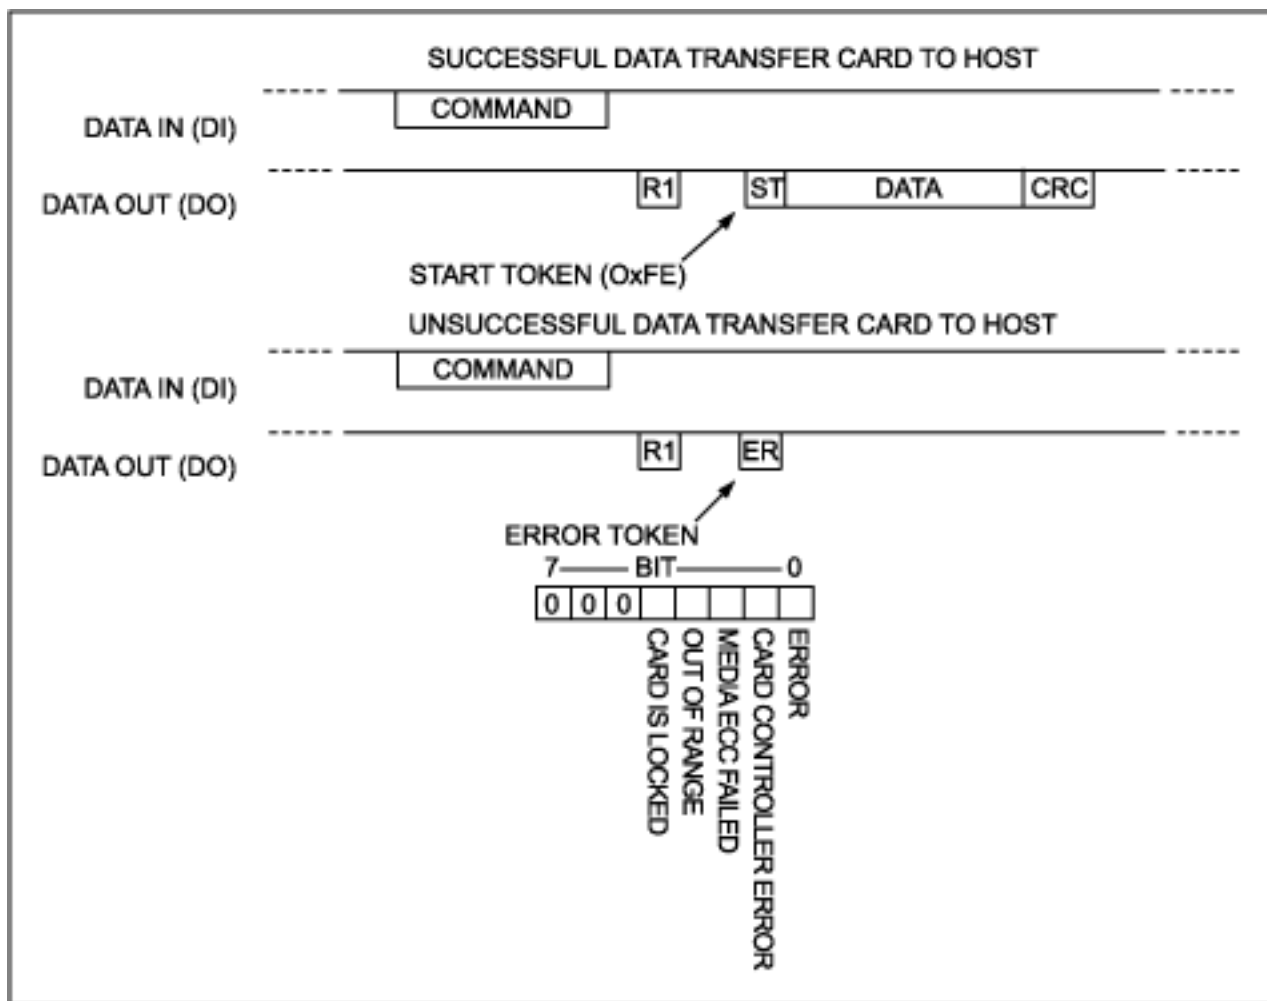 SUCCESSFUL DATA TRANSFER CARD TO HOST
COMMAND
DATA IN (DI)
R1 ST DATA CRC
DATA OUT (DO)
START TOKEN (OxFE)
UNSUCCESSFUL DATA TRANSFER CARD TO HOST
COMMAND
DATA IN (DI)
R1 ER
DATA OUT (DO)
ERROR TOKEN
7 BIT 0
0 0 0
CARD IS LOCKED
OUT OF RANGE
MEDIA ECC FAILED
CARD CONTROLLER ERROR
ERROR